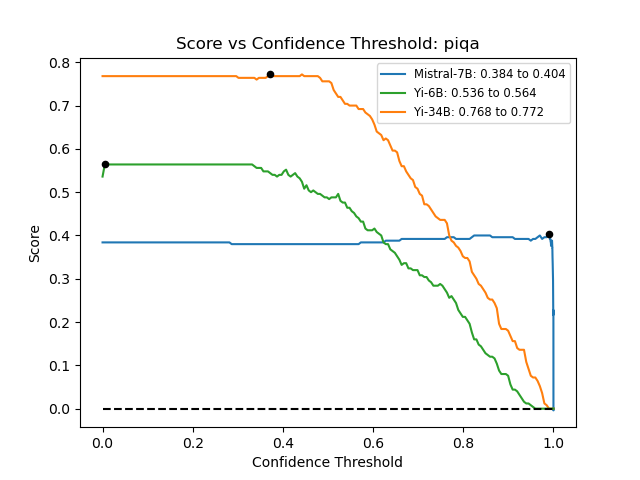 Score vs Confidence Threshold: piqa
Mistral-7B: 0.384 to 0.404
Yi-6B: 0.536 to 0.564
Yi-34B: 0.768 to 0.772
Score
0.8
0.7
0.6
0.5
0.4
0.3
0.2
0.1
0.0
0.0 0.2 0.4 0.6 0.8 1.0
Confidence Threshold